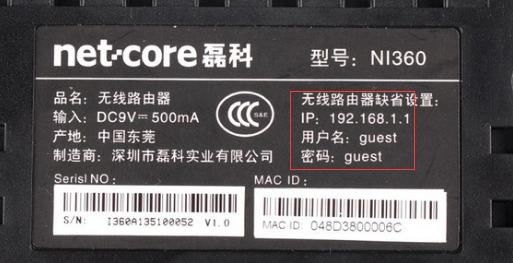 net-core 磊科
型号：NI360
品名：无线路由器
输入：DC9V⎓500mA
产地：中国东莞
制造商：深圳市磊科实业有限公司
CCC S&E
无线路由器缺省设置：
IP：192.168.1.1
用户名：guest
密码：guest
Serisl NO：
S/N: I360A135100052 V1.0
MAC ID：
MAC ID: 048D3800006C